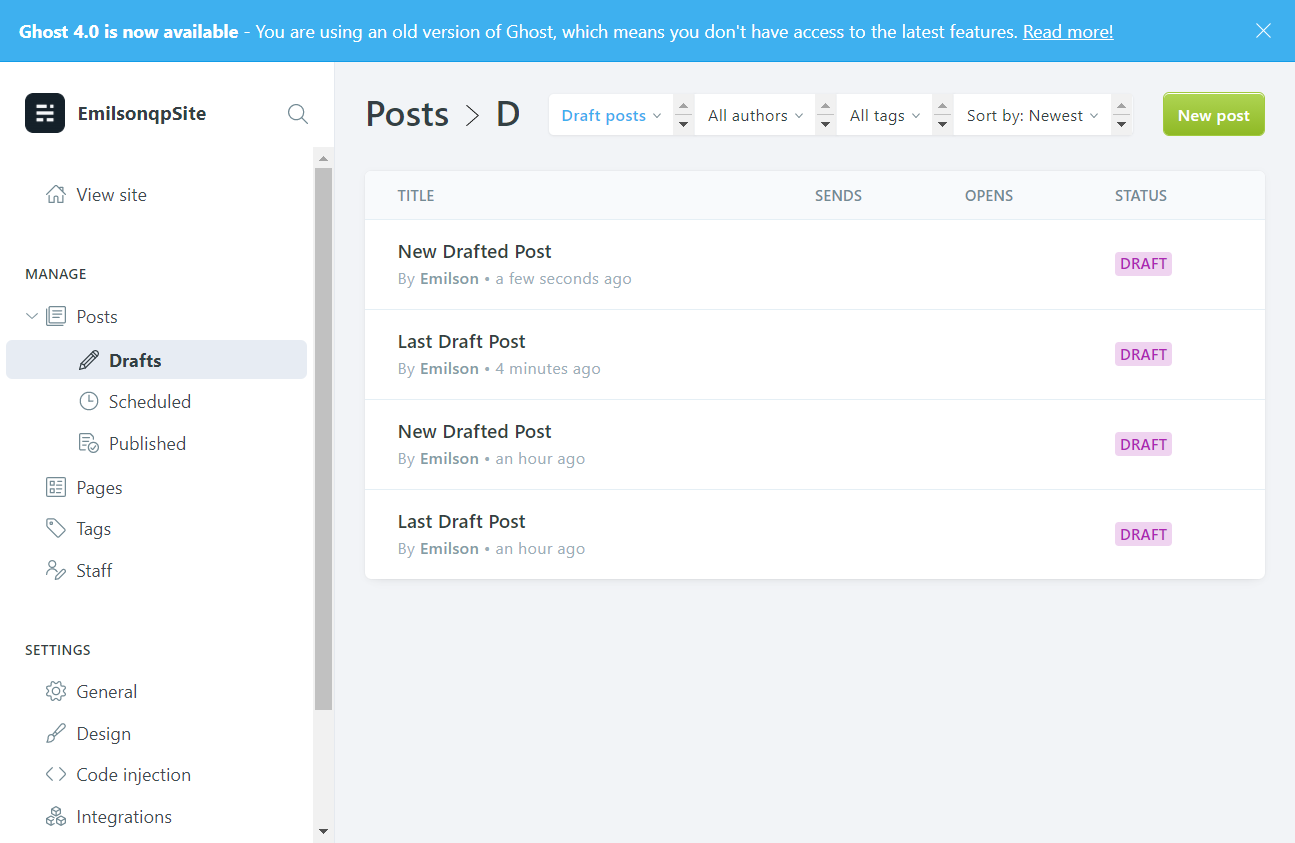 Ghost 4.0 is now available - You are using an old version of Ghost, which means you don't have access to the latest features. Read more!
EmilsonqpSite
View site
MANAGE
Posts
Drafts
Scheduled
Published
Pages
Tags
Staff
SETTINGS
General
Design
Code injection
Integrations
Posts > D
Draft posts
All authors
All tags
Sort by: Newest
New post
TITLE SENDS OPENS STATUS
New Drafted Post
By Emilson • a few seconds ago
DRAFT
Last Draft Post
By Emilson • 4 minutes ago
DRAFT
New Drafted Post
By Emilson • an hour ago
DRAFT
Last Draft Post
By Emilson • an hour ago
DRAFT